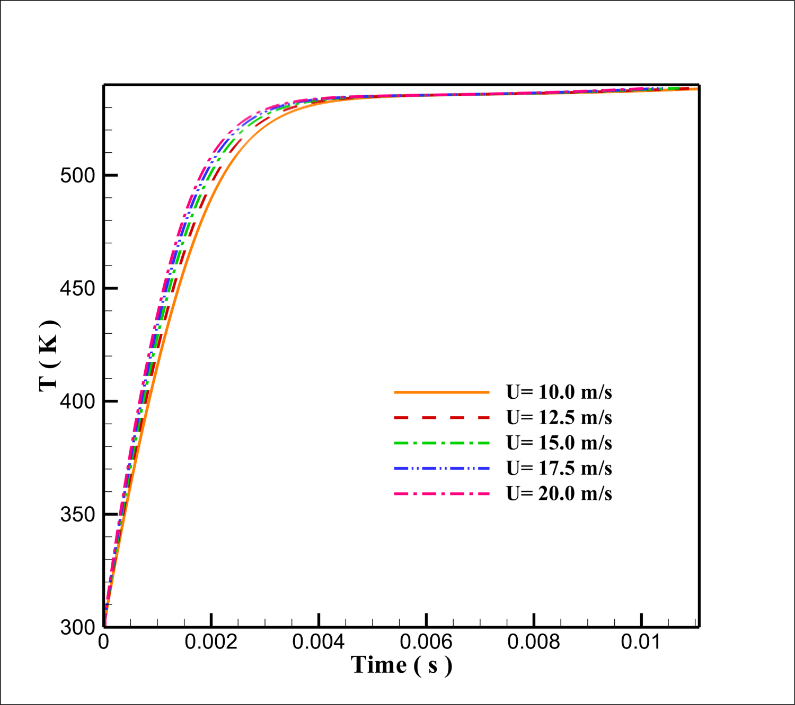 500
450
400
350
300
T ( K )
U= 10.0 m/s
U= 12.5 m/s
U= 15.0 m/s
U= 17.5 m/s
U= 20.0 m/s
0 0.002 0.004 0.006 0.008 0.01
Time ( s )